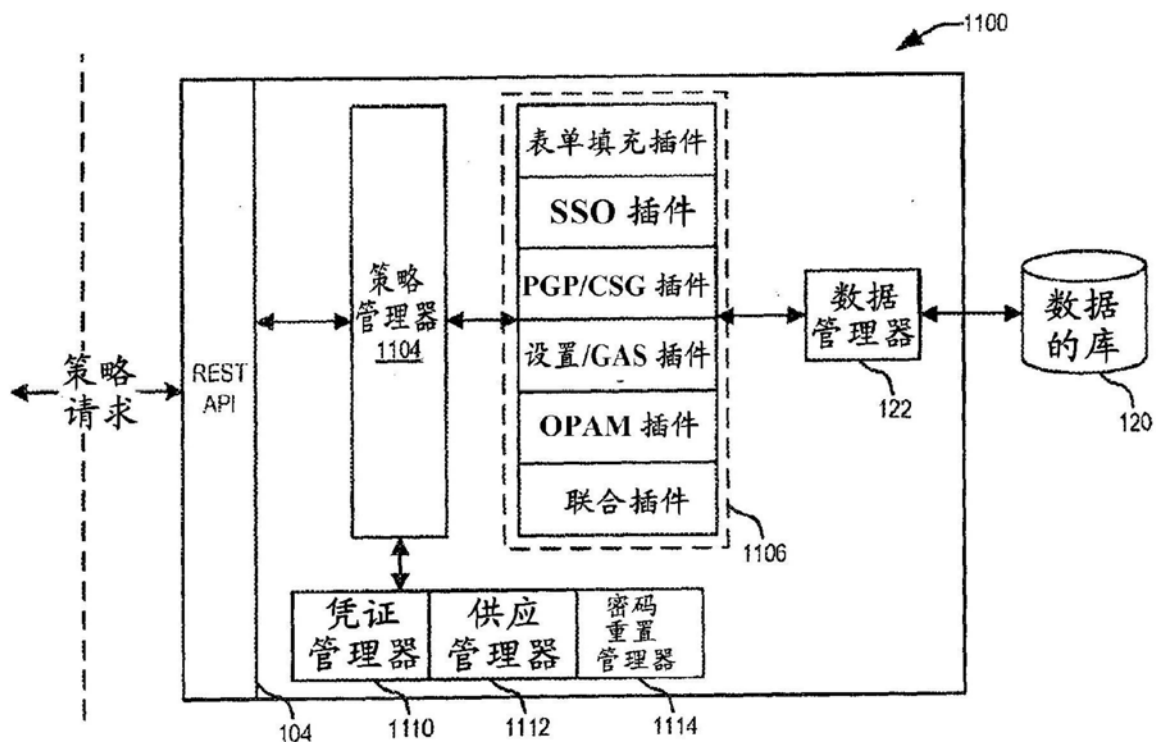 1100
表单填充插件
SSO 插件
PGP/CSG 插件
设置/GAS 插件
OPAM 插件
联合插件
策略
管理器
1104
数据
管理器
数据
的库
策略
请求
REST
API
122
120
1106
凭证
管理器
供应
管理器
密码
重置
管理器
104
1110
1112
1114